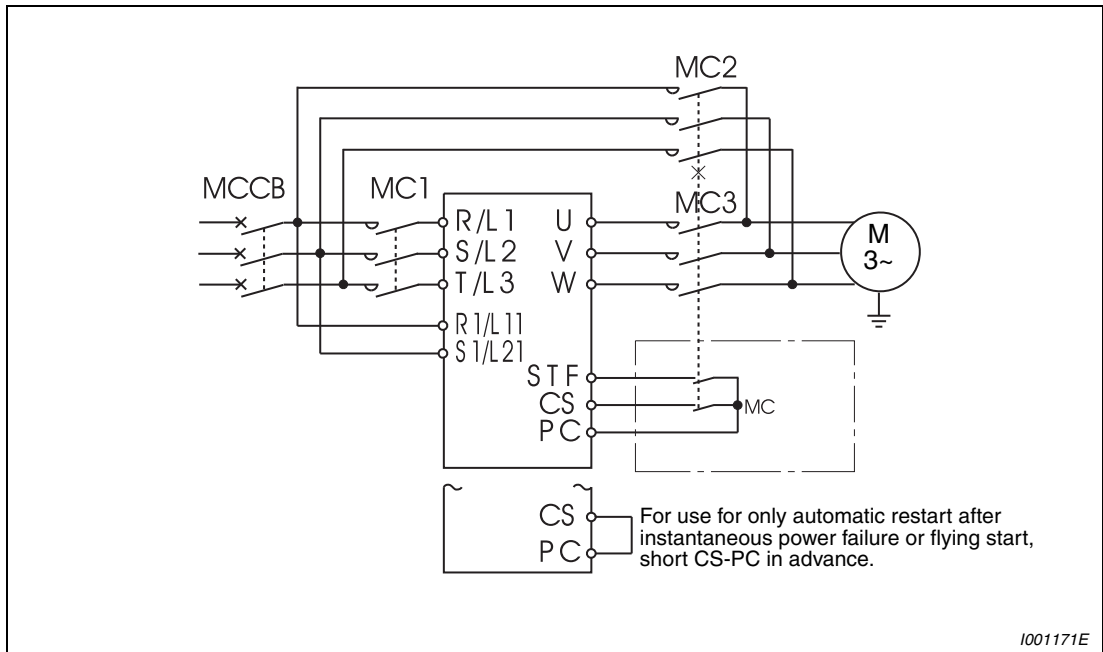 MC2
MCCB
MC1
MC3
R/L1
U
S/L2
V
T/L3
W
M
3~
R1/L11
S1/L21
STF
CS
MC
PC
CS
PC
For use for only automatic restart after
instantaneous power failure or flying start,
short CS-PC in advance.
I001171E